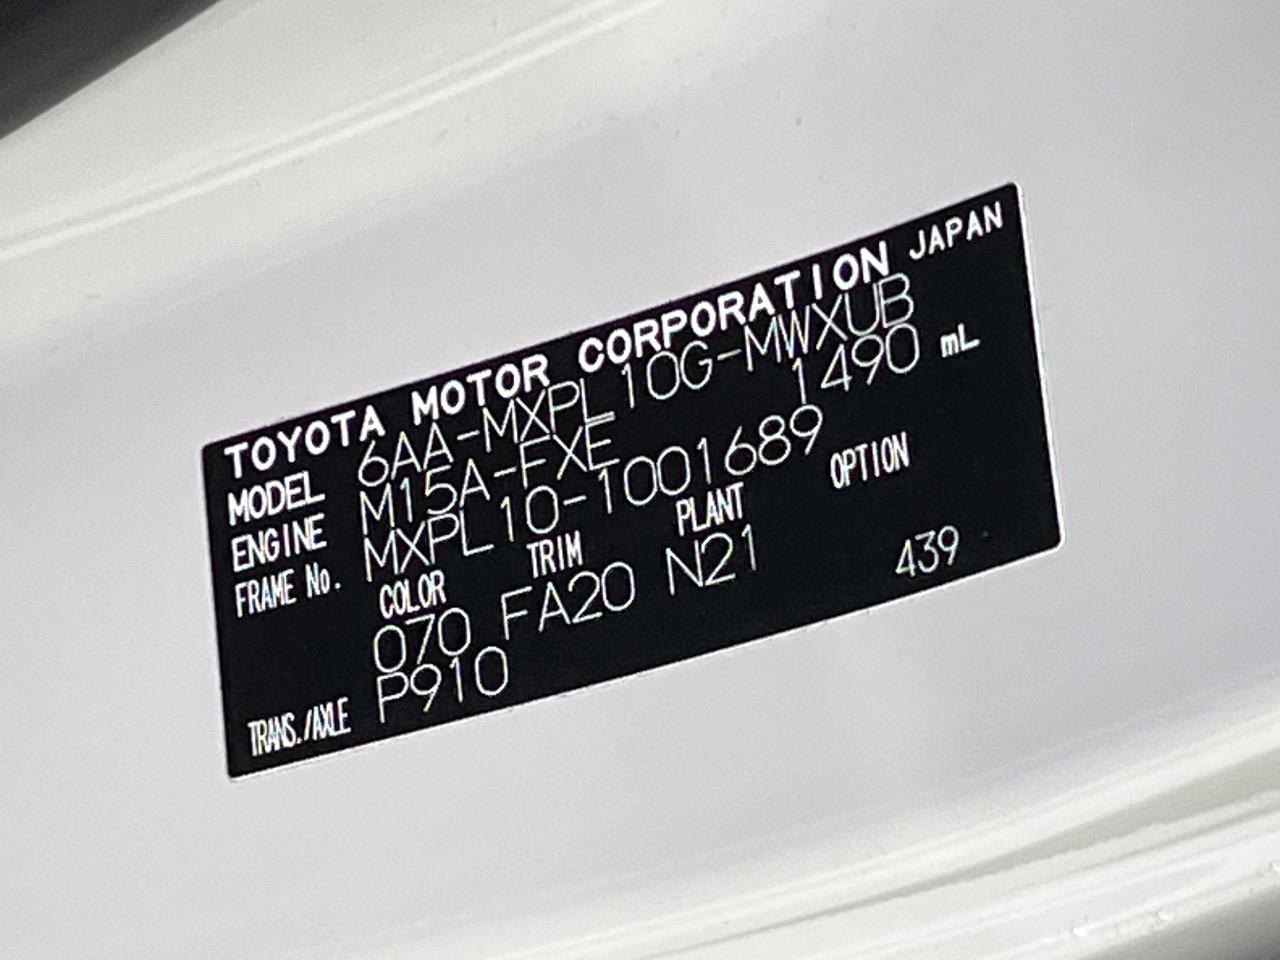 TOYOTA MOTOR CORPORATION JAPAN
MODEL 6AA-MXPL10G-MWXUB
ENGINE M15A-FXE 1490 mL
FRAME No. MXPL10-1001689
COLOR TRIM PLANT OPTION
070 FA20 N21 439
TRANS./AXLE P910